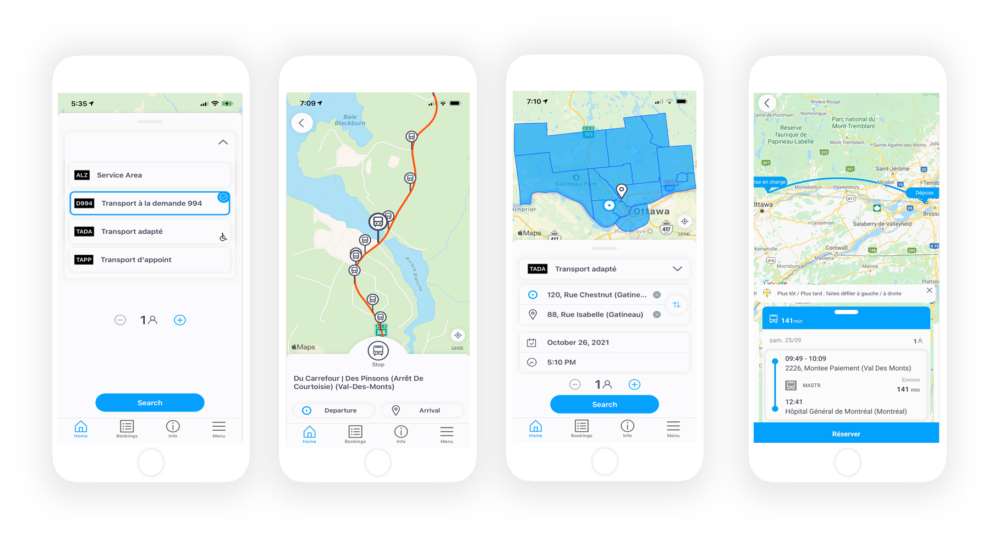 5:35
ALZ Service Area
D994 Transport à la demande 994
TADA Transport adapté
TAPP Transport d'appoint
1
Search
Home Bookings Info Menu
7:09
Baie
Blackburn
Rivière Blanche
306
Maps
Legal
Stop
Du Carrefour | Des Pinsons (Arrêt De
Courtoisie) (Val-Des-Monts)
Departure Arrival
Home Bookings Info Menu
7:10
105
Gatineau Park
50
Arnprior
Ottawa
417
Maps
417
Pine Grove
Legal
TADA Transport adapté
120, Rue Chestnut (Gatine...
88, Rue Isabelle (Gatineau)
October 26, 2021
5:10 PM
1
Search
Home Bookings Info Menu
Rivière-Rouge
Dame-de-Pontmain Nominingue
Parc national du
Mont-Tremblant
Réserve
faunique de
Papineau-Labelle
Mont-Tremblant
Sainte-Agathe-des-Monts Jolie
323
307
327
Saint-Jérôme
25
ise en charge
Mirabel
15
Terreb
Montebello
Hawkesbury
Dépose
417
Ottawa
20
Brossa
Casselman
Salaberry-de-Valleyfield
A 15
Kemptville
Cornwall
138
202
416
Massena
Morrisburg
Malone
Plattsb
Google
Plus tôt / Plus tard : faites défiler à gauche / à droite
141 min
sam. 25/09 1
09:49 - 10:09
2226, Montee Paiement (Val Des Monts)
Environ
MASTR 141 min
12:41
Hôpital Général de Montréal (Montréal)
Réserver